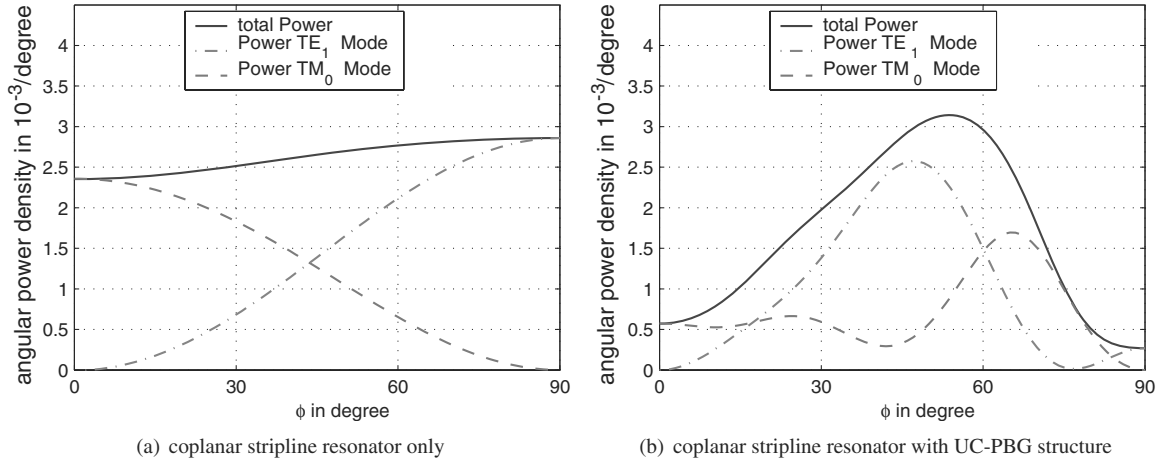 angular power density in 10⁻³/degree
4
3.5
3
2.5
2
1.5
1
0.5
0
total Power
Power TE₁ Mode
Power TM₀ Mode
0 30 60 90
ϕ in degree
(a) coplanar stripline resonator only
angular power density in 10⁻³/degree
4
3.5
3
2.5
2
1.5
1
0.5
0
total Power
Power TE₁ Mode
Power TM₀ Mode
0 30 60 90
ϕ in degree
(b) coplanar stripline resonator with UC-PBG structure